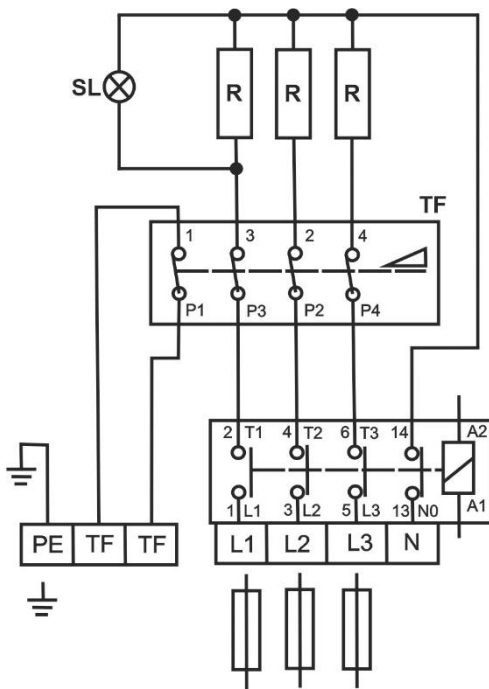 SL
R R R
TF
1 3 2 4
P1 P3 P2 P4
2 T1 4 T2 6 T3 14 A2
1 L1 3 L2 5 L3 13 N0 A1
PE TF TF L1 L2 L3 N